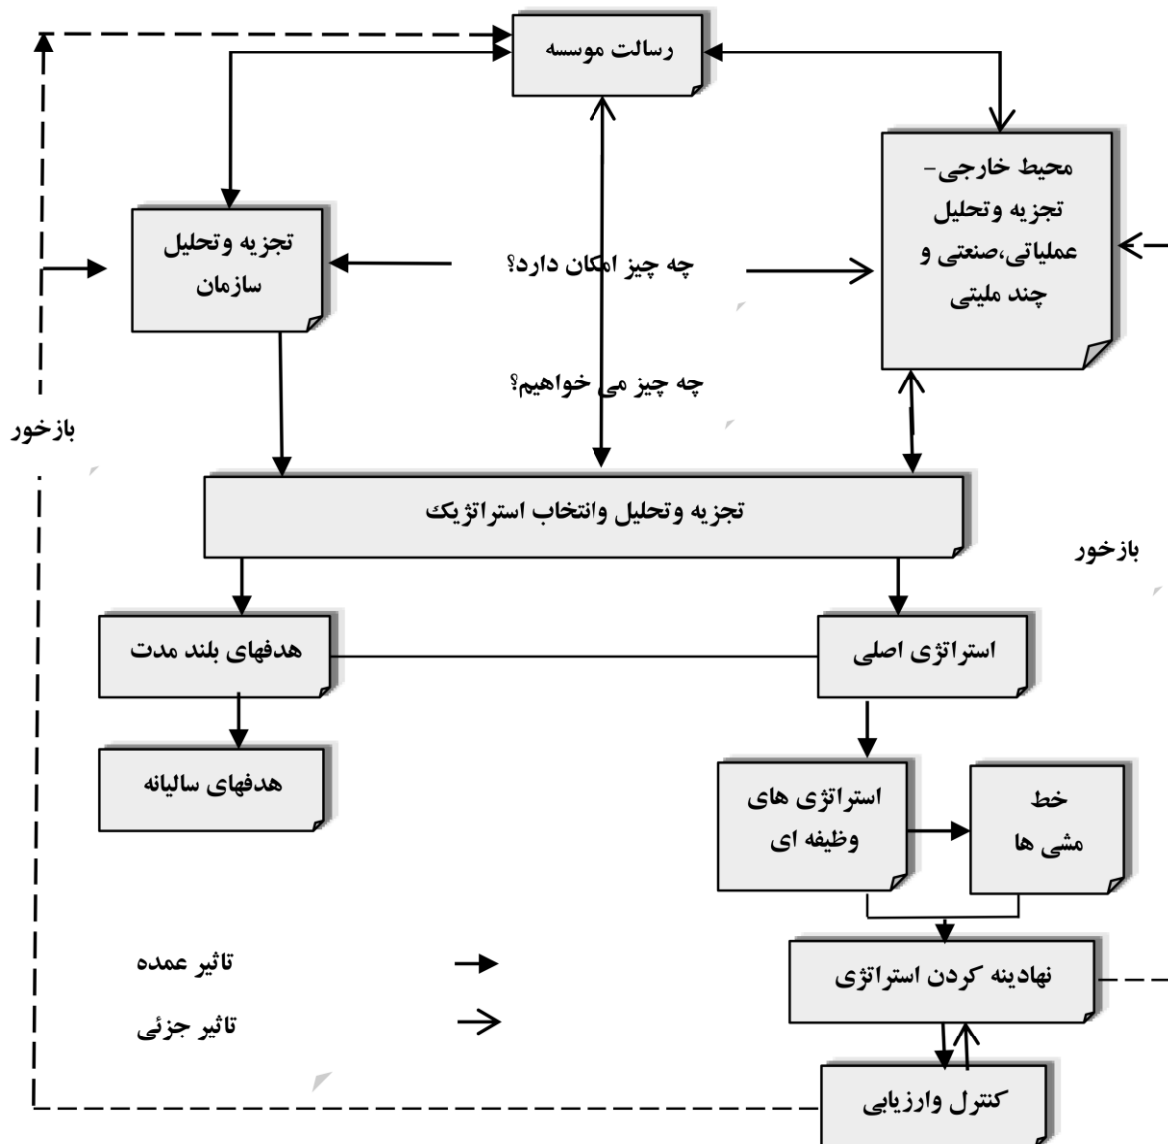 رسالت موسسه
محیط خارجی-
تجزیه وتحلیل
عملیاتی،صنعتی و
چند ملیتی
تجزیه وتحلیل
سازمان
چه چیز امکان دارد؟
چه چیز می خواهیم؟
بازخور
تجزیه وتحلیل وانتخاب استراتژیک
بازخور
استراتژی اصلی
هدفهای بلند مدت
هدفهای سالیانه
استراتژی های
وظیفه ای
خط
مشی ها
نهادینه کردن استراتژی
تاثیر عمده
تاثیر جزئی
کنترل وارزیابی